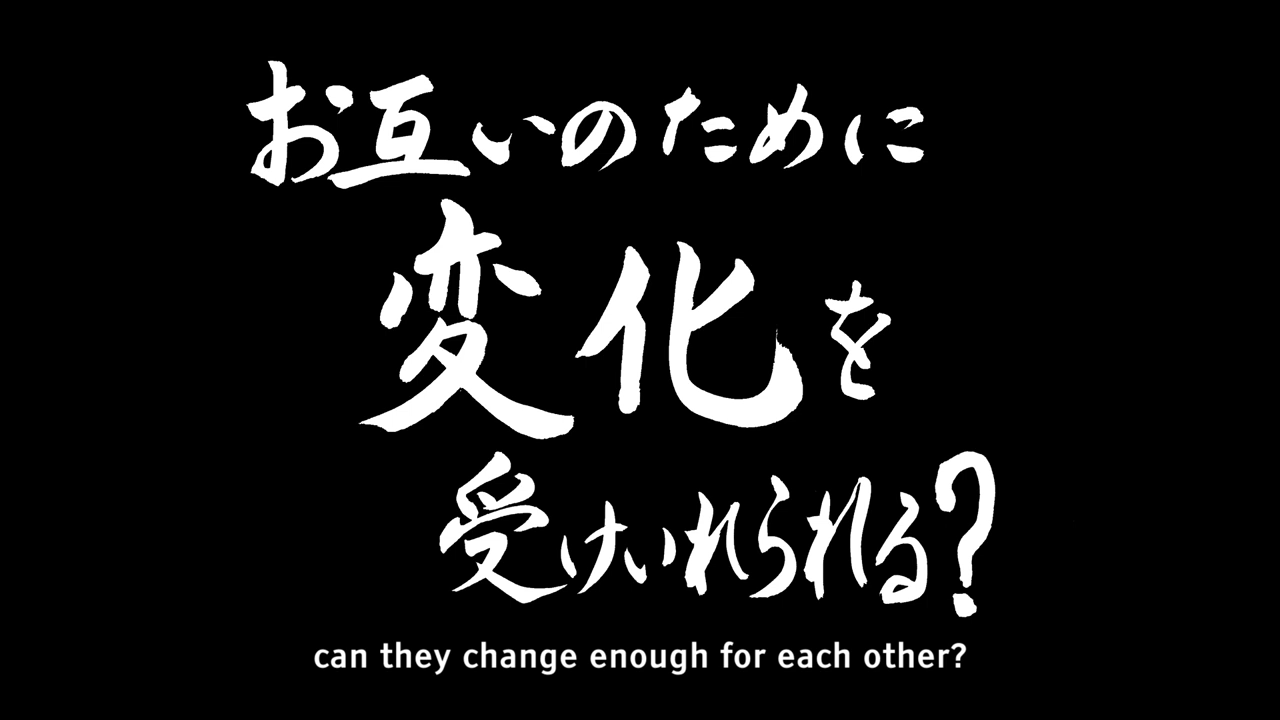 お互いのために
変化を
受けいれられる?
can they change enough for each other?